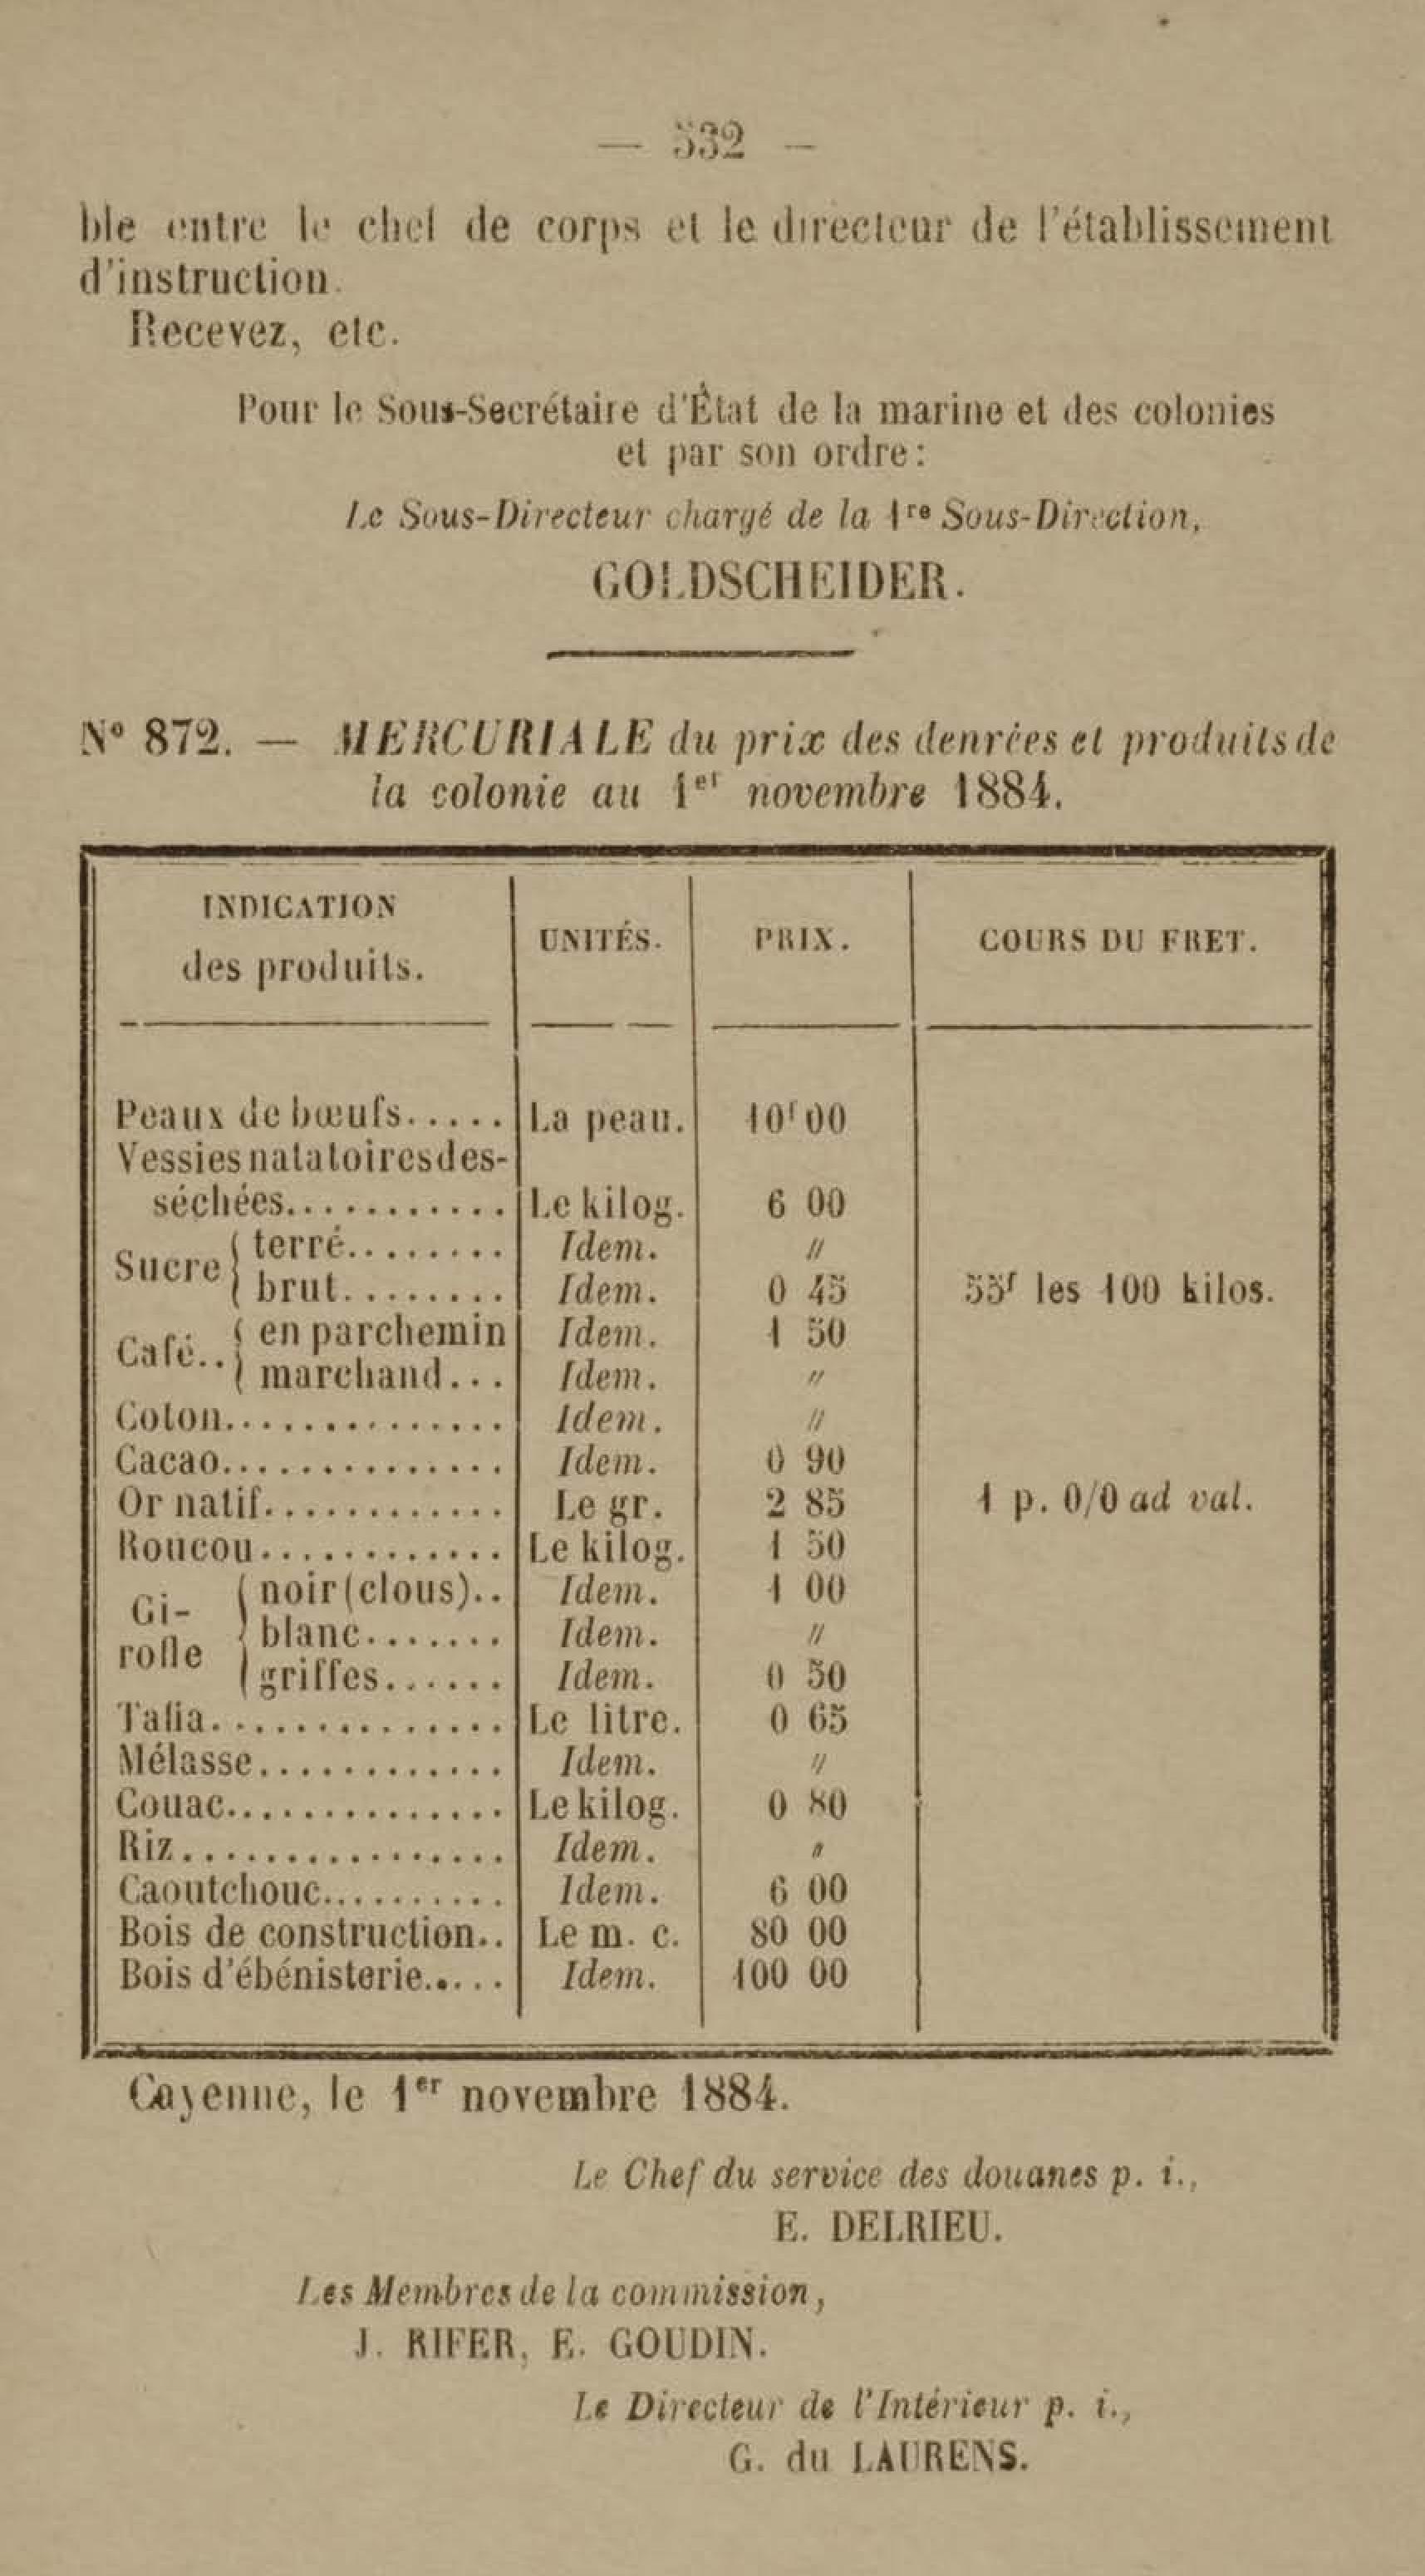 — 532 —
ble entre le chef de corps et le directeur de l'établissement
d'instruction.
Recevez, etc.
Pour le Sous-Secrétaire d'État de la marine et des colonies
et par son ordre:
Le Sous-Directeur chargé de la 1re Sous-Direction,
GOLDSCHEIDER.
N° 872. — MERCURIALE du prix des denrées et produits de
la colonie au 1er novembre 1884.
INDICATION
des produits. UNITÉS. PRIX. COURS DU FRET.
Peaux de bœufs..... La peau. 10f 00
Vessies natatoires des-
séchées........... Le kilog. 6 00
Sucre { terré........ Idem. "
brut........ Idem. 0 45 55f les 100 kilos.
Café.. { en parchemin Idem. 1 50
marchand... Idem. "
Coton.............. Idem. "
Cacao.............. Idem. 0 90
Or natif............ Le gr. 2 85 1 p. 0/0 ad val.
Roucou............ Le kilog. 1 50
Gi-
rolle { noir (clous).. Idem. 1 00
blanc....... Idem. "
griffes...... Idem. 0 50
Tafia.............. Le litre. 0 65
Mélasse............ Idem. "
Couac.............. Le kilog. 0 80
Riz................ Idem. "
Caoutchouc.......... Idem. 6 00
Bois de construction.. Le m. c. 80 00
Bois d'ébénisterie..... Idem. 100 00
Cayenne, le 1er novembre 1884.
Le Chef du service des douanes p. i.,
E. DELRIEU.
Les Membres de la commission,
J. RIFER, E. GOUDIN.
Le Directeur de l'Intérieur p. i.,
G. du LAURENS.